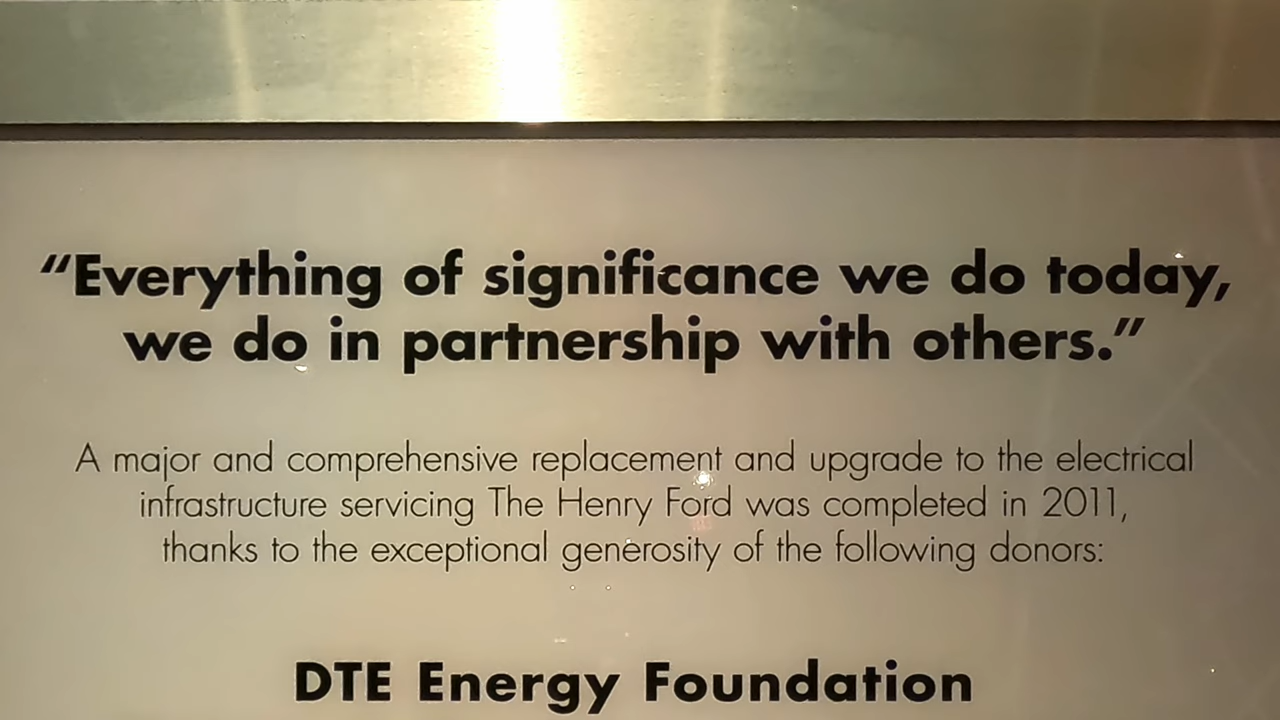 “Everything of significance we do today,
we do in partnership with others.”
A major and comprehensive replacement and upgrade to the electrical
infrastructure servicing The Henry Ford was completed in 2011,
thanks to the exceptional generosity of the following donors:
DTE Energy Foundation